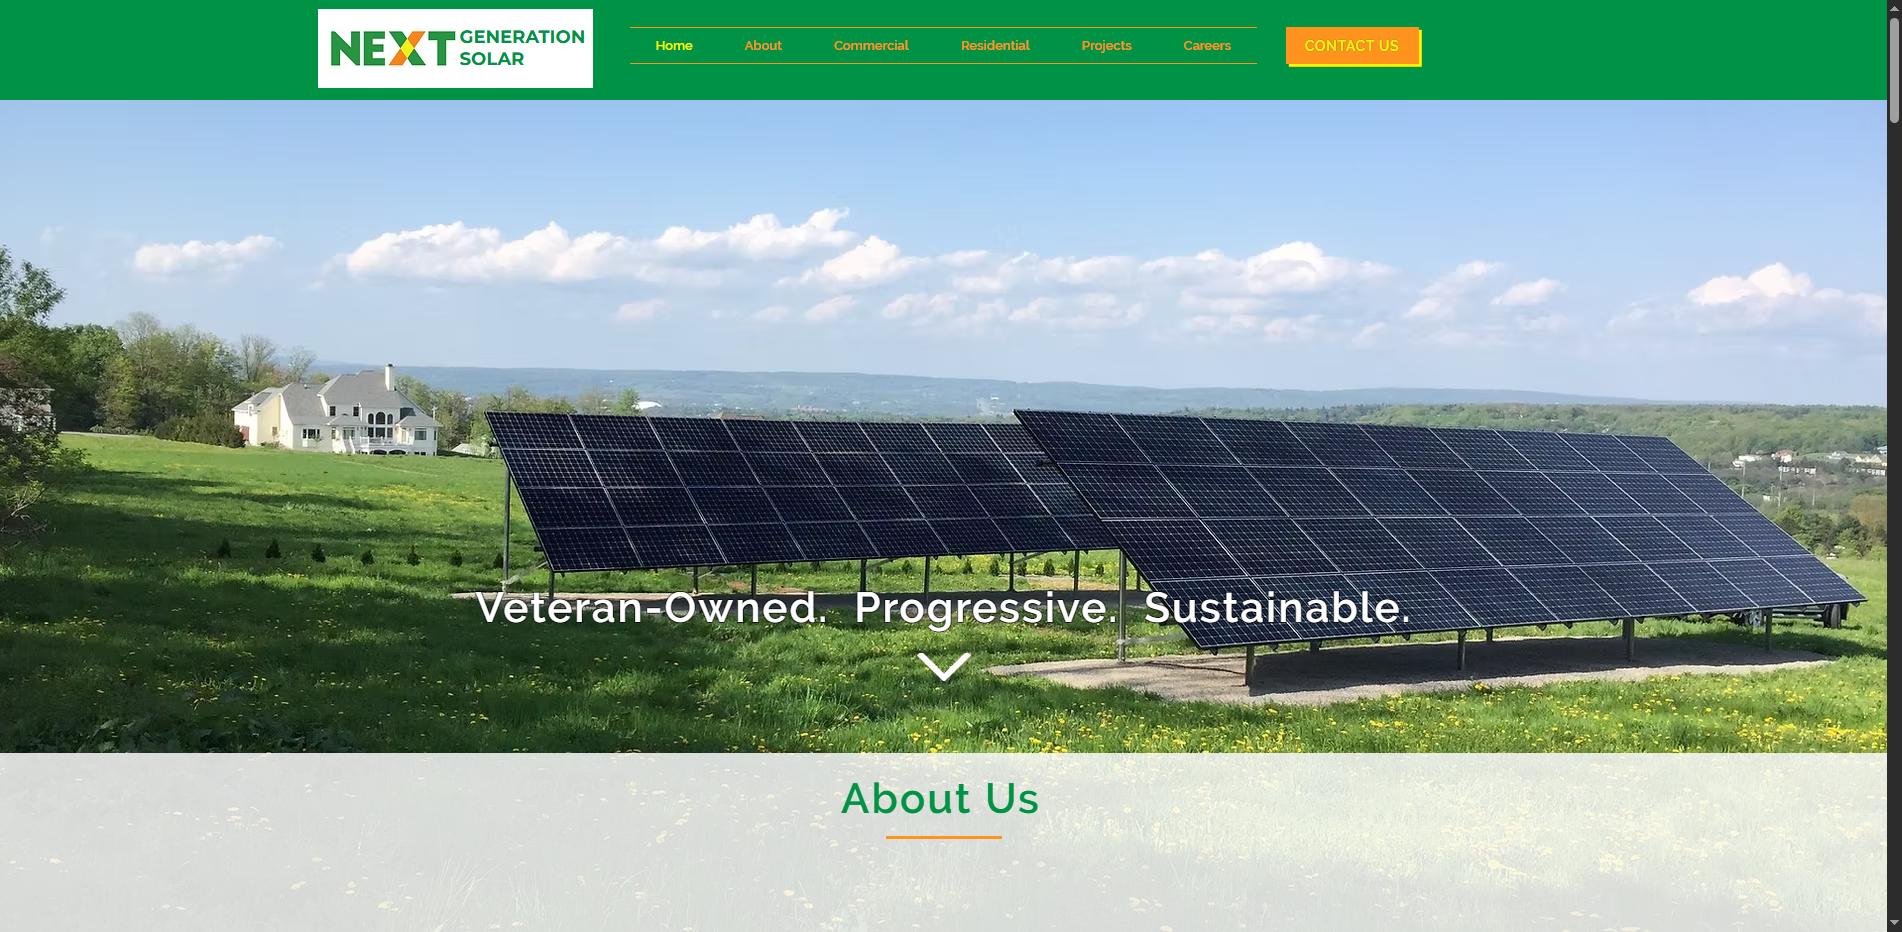 NEXT GENERATION SOLAR
Home About Commercial Residential Projects Careers
CONTACT US
Veteran-Owned. Progressive. Sustainable.
About Us